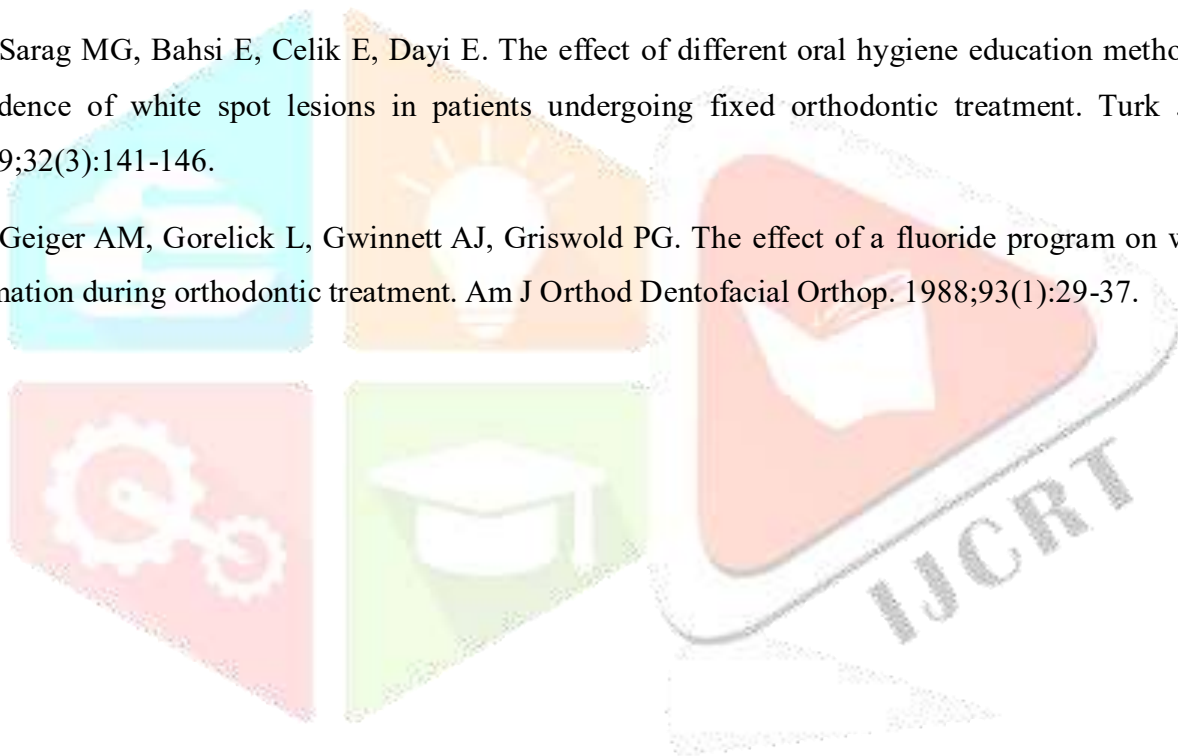 Sarag MG, Bahsi E, Celik E, Dayi E. The effect of different oral hygiene education metho
dence of white spot lesions in patients undergoing fixed orthodontic treatment. Turk
9;32(3):141-146.
Geiger AM, Gorelick L, Gwinnett AJ, Griswold PG. The effect of a fluoride program on w
nation during orthodontic treatment. Am J Orthod Dentofacial Orthop. 1988;93(1):29-37.
IJCRT